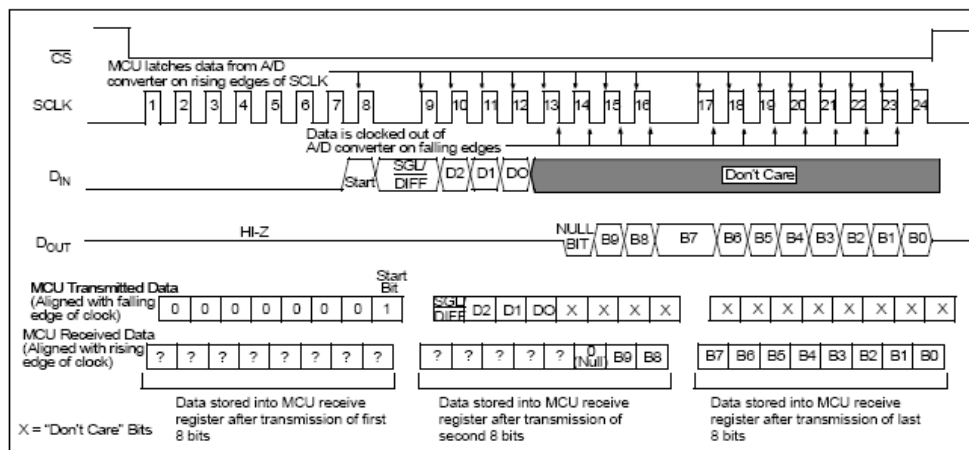 CS
MCU latches data from A/D
converter on rising edges of SCLK
SCLK
1 2 3 4 5 6 7 8 9 10 11 12 13 14 15 16 17 18 19 20 21 22 23 24
Data is clocked out of
A/D converter on falling edges
DIN
Start SGL/DIFF D2 D1 DO Don't Care
DOUT
HI-Z
NULL BIT B9 B8 B7 B6 B5 B4 B3 B2 B1 B0
Start
Bit
MCU Transmitted Data
(Aligned with falling
edge of clock)
0 0 0 0 0 0 0 1 SGL/DIFF D2 D1 DO X X X X X X X X X X X X
MCU Received Data
(Aligned with rising
edge of clock)
? ? ? ? ? ? ? ? ? ? ? ? ? 0 (Null) B9 B8 B7 B6 B5 B4 B3 B2 B1 B0
Data stored into MCU receive
register after transmission of first
8 bits
Data stored into MCU receive
register after transmission of
second 8 bits
Data stored into MCU receive
register after transmission of last
8 bits
X = "Don't Care" Bits